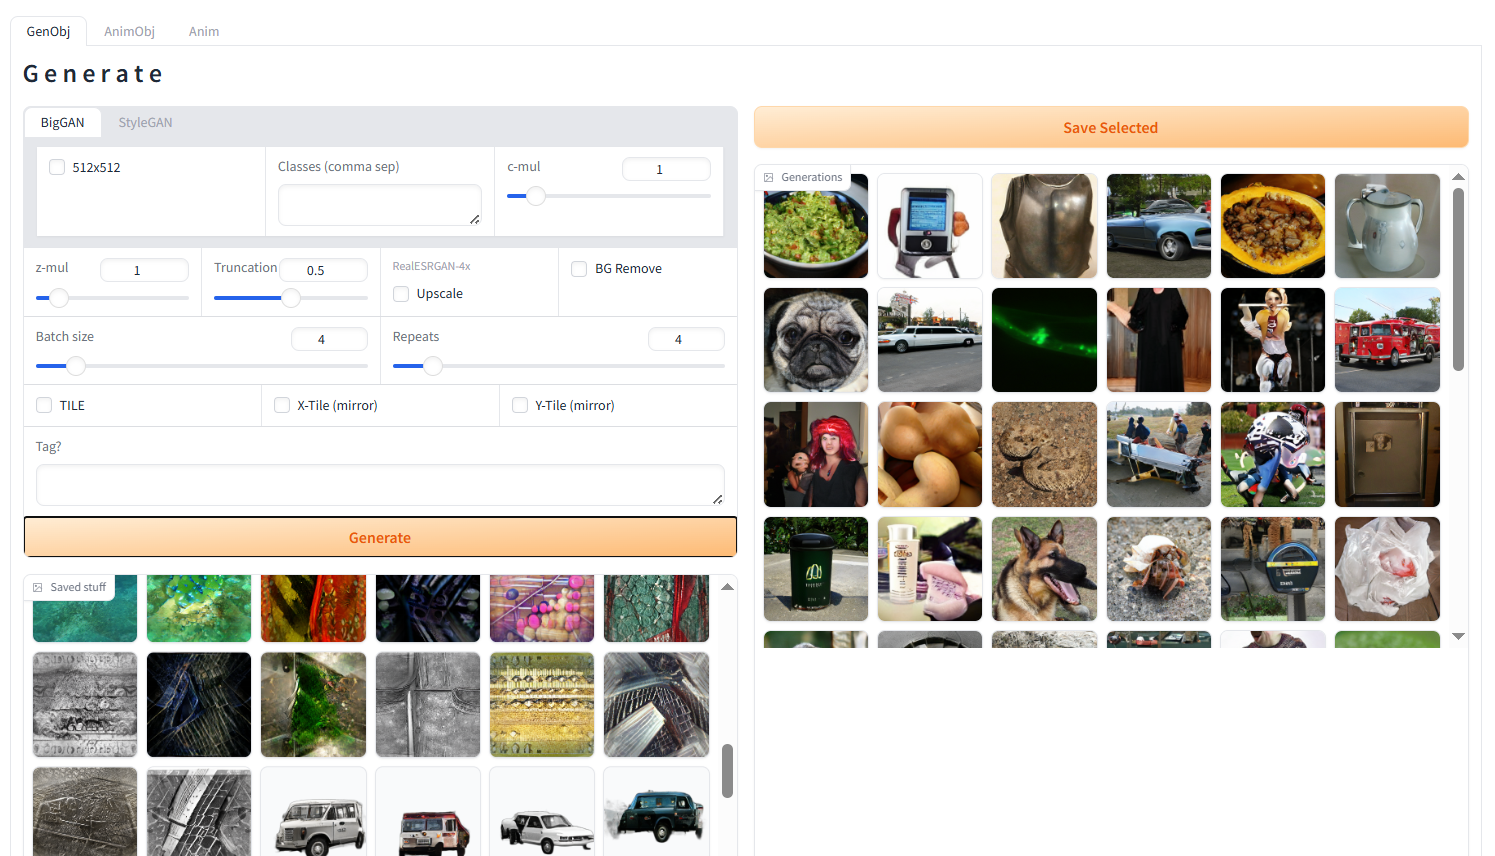 GenObj
AnimObj
Anim
Generate
BigGAN
StyleGAN
512x512
Classes (comma sep)
c-mul
1
z-mul
1
Truncation
0.5
RealESRGAN-4x
Upscale
BG Remove
Batch size
4
Repeats
4
TILE
X-Tile (mirror)
Y-Tile (mirror)
Tag?
Generate
Saved stuff
Save Selected
Generations